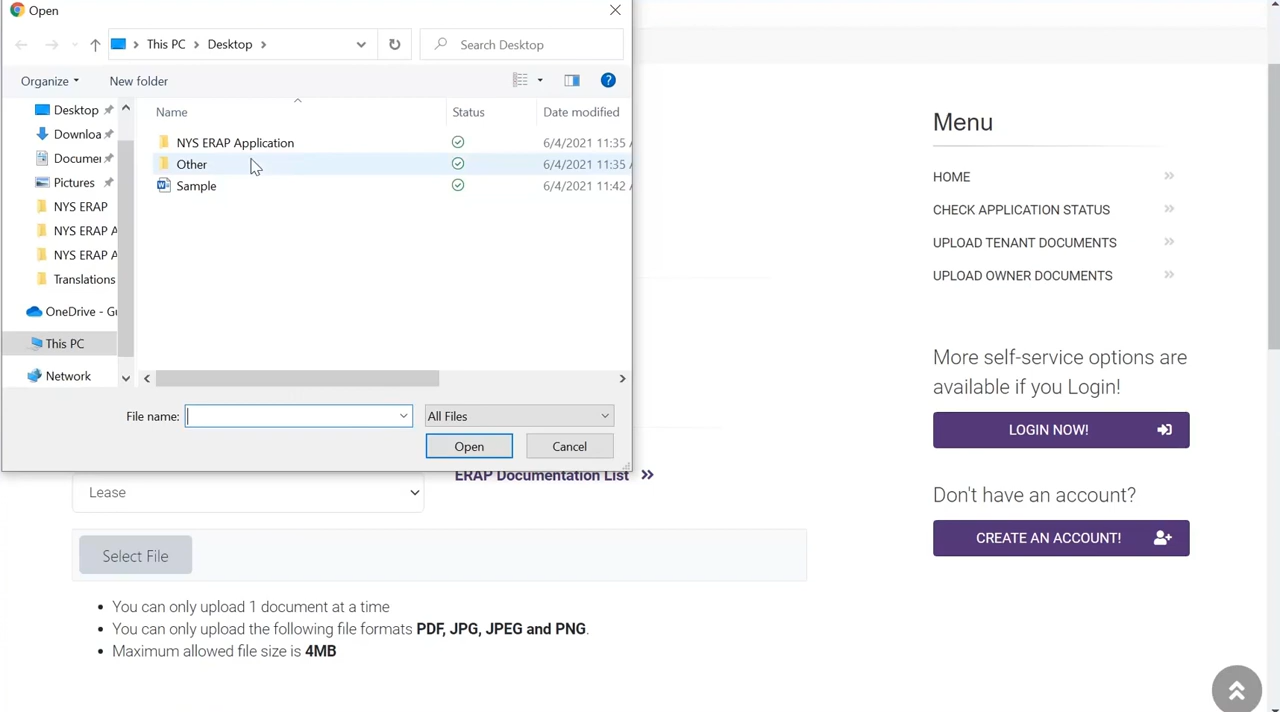 Open
This PC > Desktop >
Search Desktop
Organize
New folder
Name
Status
Date modified
Desktop
Downloa
Documen
Pictures
NYS ERAP
NYS ERAP A
NYS ERAP A
Translations
OneDrive - Gu
This PC
Network
NYS ERAP Application
6/4/2021 11:35
Other
6/4/2021 11:35
Sample
6/4/2021 11:42
File name:
All Files
Open
Cancel
ERAP Documentation List
Lease
Select File
• You can only upload 1 document at a time
• You can only upload the following file formats PDF, JPG, JPEG and PNG.
• Maximum allowed file size is 4MB
Menu
HOME
CHECK APPLICATION STATUS
UPLOAD TENANT DOCUMENTS
UPLOAD OWNER DOCUMENTS
More self-service options are
available if you Login!
LOGIN NOW!
Don't have an account?
CREATE AN ACCOUNT!